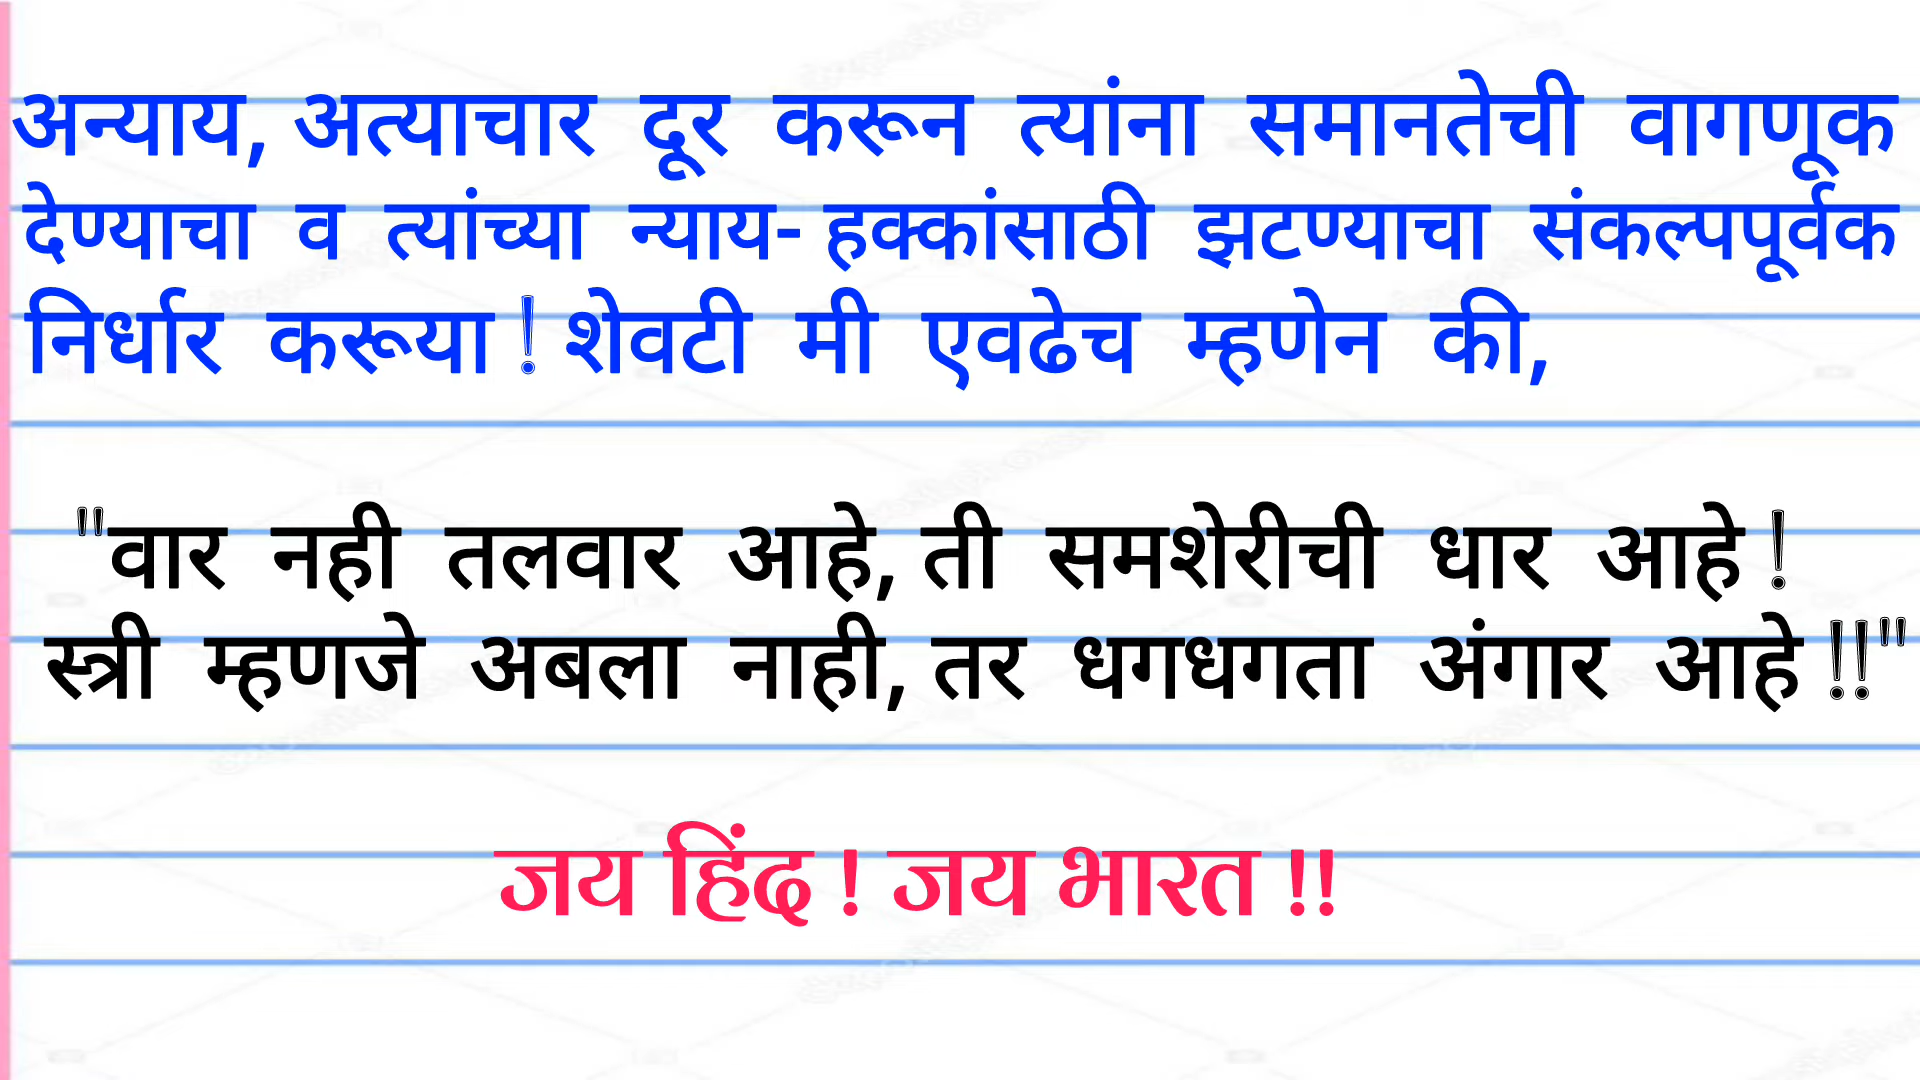 अन्याय, अत्याचार दूर करून त्यांना समानतेची वागणूक
देण्याचा व त्यांच्या न्याय- हक्कांसाठी झटण्याचा संकल्पपूर्वक
निर्धार करूया ! शेवटी मी एवढेच म्हणेन की,
"वार नही तलवार आहे, ती समशेरीची धार आहे !
स्त्री म्हणजे अबला नाही, तर धगधगता अंगार आहे !!"
जय हिंद ! जय भारत !!